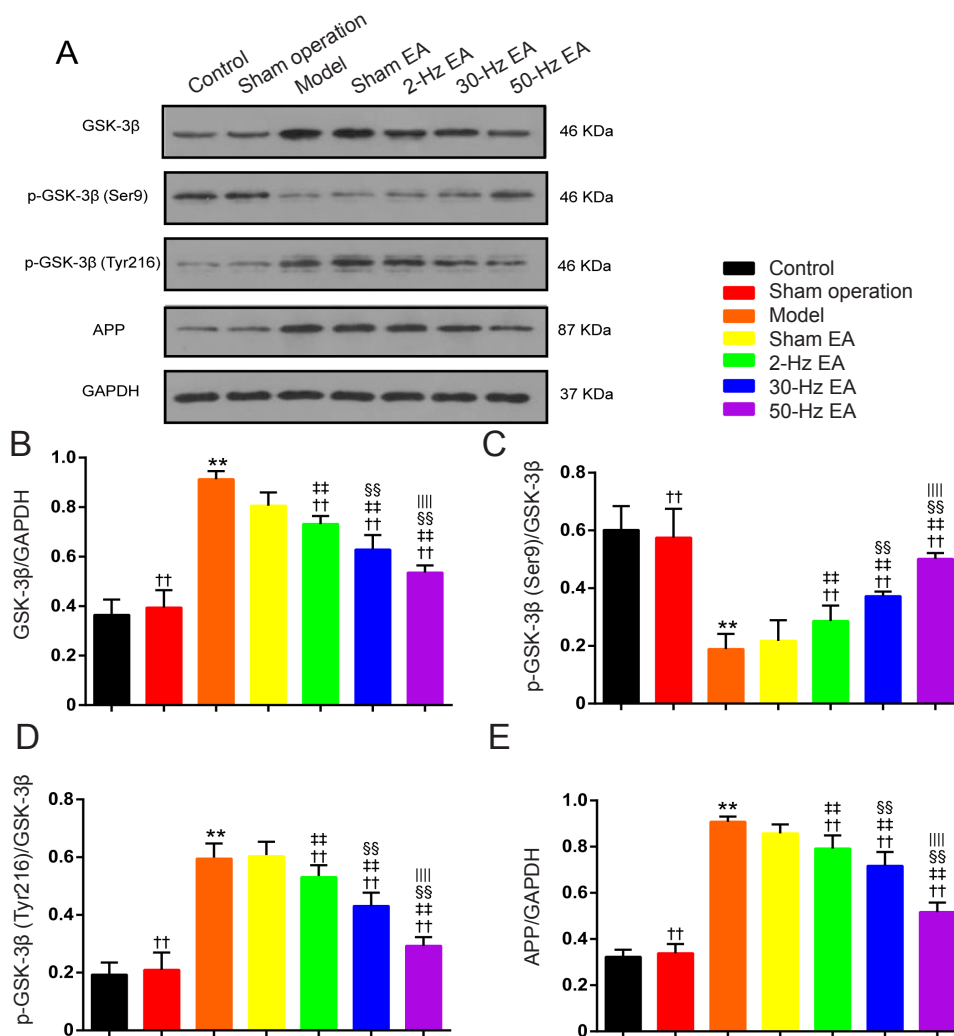 A
Control
Sham operation
Model
Sham EA
2-Hz EA
30-Hz EA
50-Hz EA
GSK-3β
46 KDa
p-GSK-3β (Ser9)
46 KDa
p-GSK-3β (Tyr216)
46 KDa
APP
87 KDa
GAPDH
37 KDa
Control
Sham operation
Model
Sham EA
2-Hz EA
30-Hz EA
50-Hz EA
B
GSK-3β/GAPDH
1.0
0.8
0.6
0.4
0.2
0
††
**
‡‡
††
§§
‡‡
††
||||
§§
‡‡
††
C
p-GSK-3β (Ser9)/GSK-3β
0.8
0.6
0.4
0.2
0
††
**
‡‡
††
§§
‡‡
††
||||
§§
‡‡
††
D
p-GSK-3β (Tyr216)/GSK-3β
0.8
0.6
0.4
0.2
0
††
**
‡‡
††
§§
‡‡
††
||||
§§
‡‡
††
E
APP/GAPDH
1.0
0.8
0.6
0.4
0.2
0
††
**
‡‡
††
§§
‡‡
††
||||
§§
‡‡
††